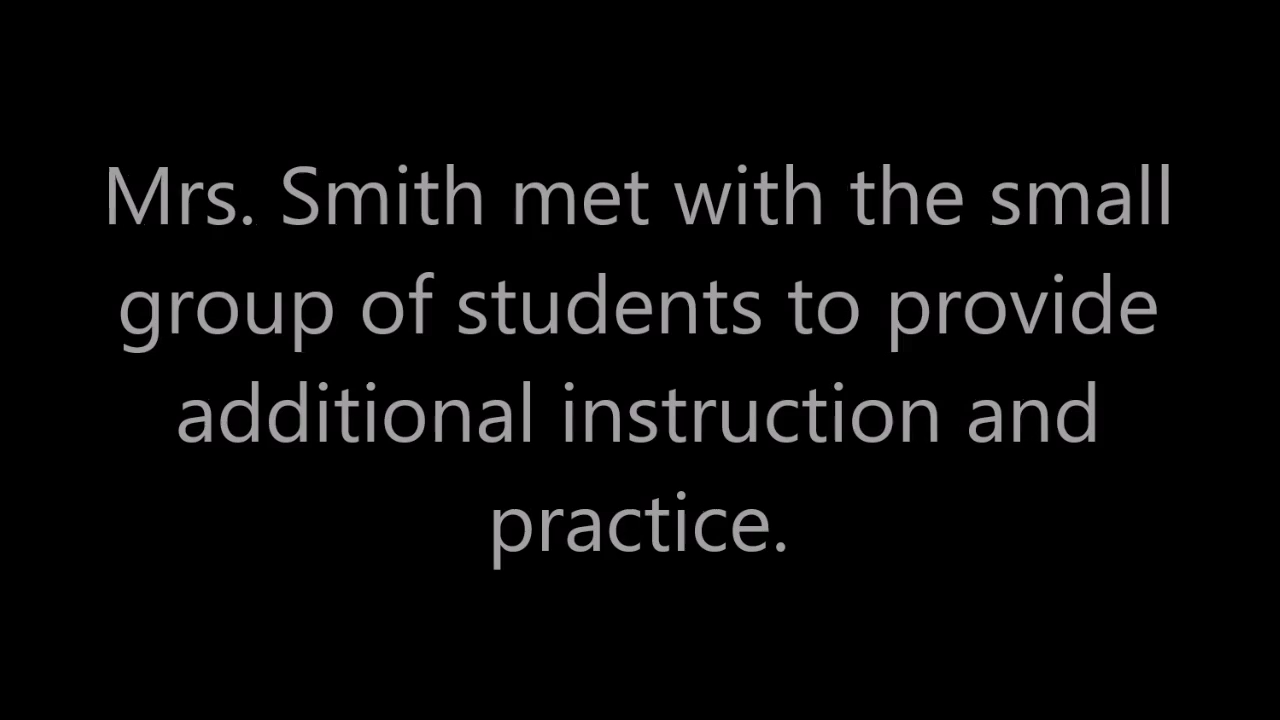 Mrs. Smith met with the small
group of students to provide
additional instruction and
practice.